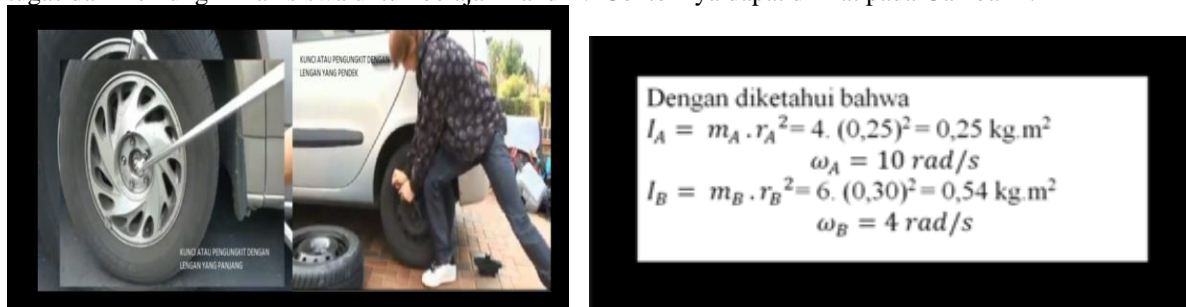 KUNCI ATAU PENGUNGKIT DENGAN
LENGAN YANG PENDEK
KUNCI ATAU PENGUNGKIT DENGAN
LENGAN YANG PANJANG
Dengan diketahui bahwa
I_A = m_A . r_A² = 4. (0,25)² = 0,25 kg.m²
ω_A = 10 rad/s
I_B = m_B . r_B² = 6. (0,30)² = 0,54 kg.m²
ω_B = 4 rad/s